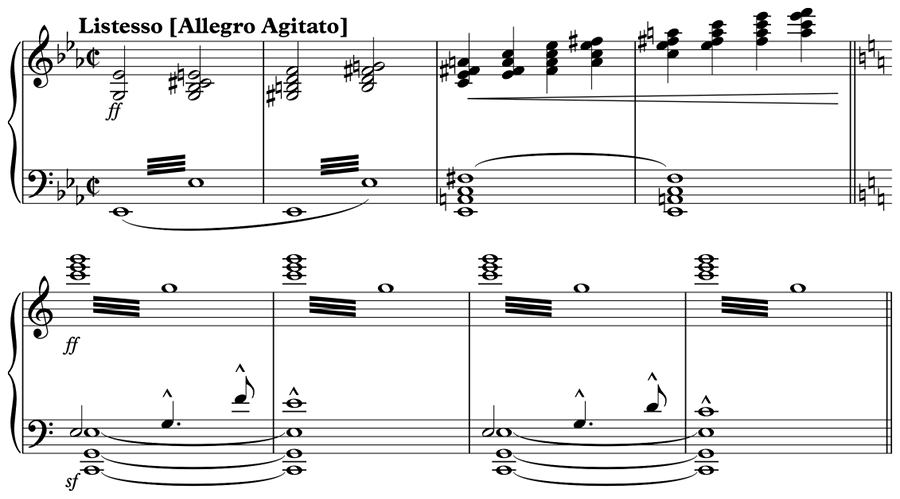 Listesso [Allegro Agitato]
ff
ff
sf